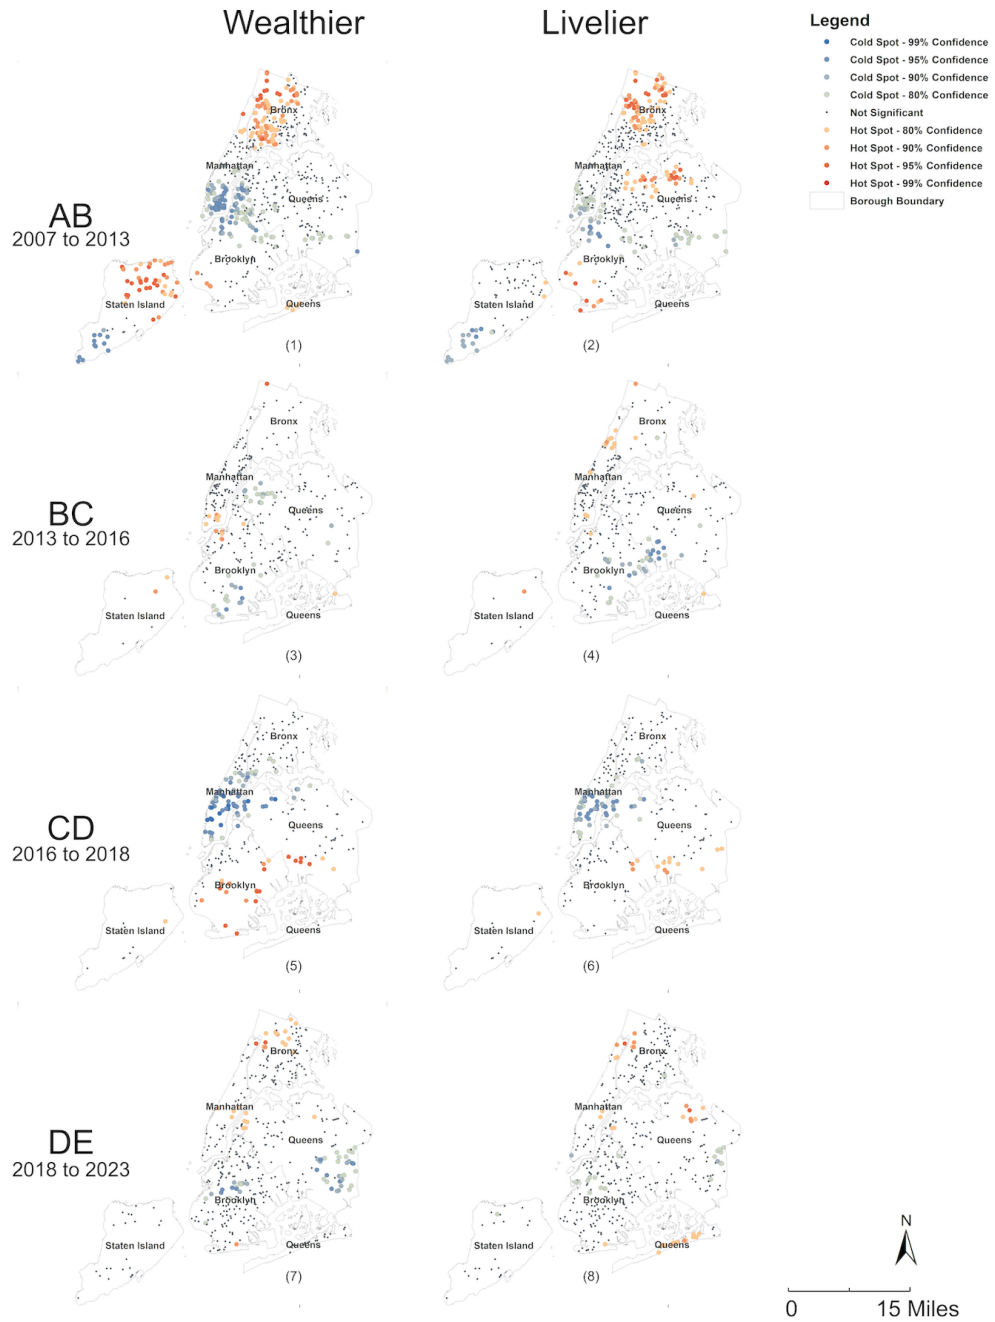 Wealthier
Livelier
Legend
Cold Spot - 99% Confidence
Cold Spot - 95% Confidence
Cold Spot - 90% Confidence
Cold Spot - 80% Confidence
Not Significant
Hot Spot - 80% Confidence
Hot Spot - 90% Confidence
Hot Spot - 95% Confidence
Hot Spot - 99% Confidence
Borough Boundary
AB
2007 to 2013
Bronx
Manhattan
Queens
Brooklyn
Staten Island
Queens
(1)
Bronx
Manhattan
Queens
Brooklyn
Staten Island
Queens
(2)
BC
2013 to 2016
Bronx
Manhattan
Queens
Brooklyn
Staten Island
Queens
(3)
Bronx
Manhattan
Queens
Brooklyn
Staten Island
Queens
(4)
CD
2016 to 2018
Bronx
Manhattan
Queens
Brooklyn
Staten Island
Queens
(5)
Bronx
Manhattan
Queens
Brooklyn
Staten Island
Queens
(6)
DE
2018 to 2023
Bronx
Manhattan
Queens
Brooklyn
Staten Island
Queens
(7)
Bronx
Manhattan
Queens
Brooklyn
Staten Island
Queens
(8)
N
0 15 Miles